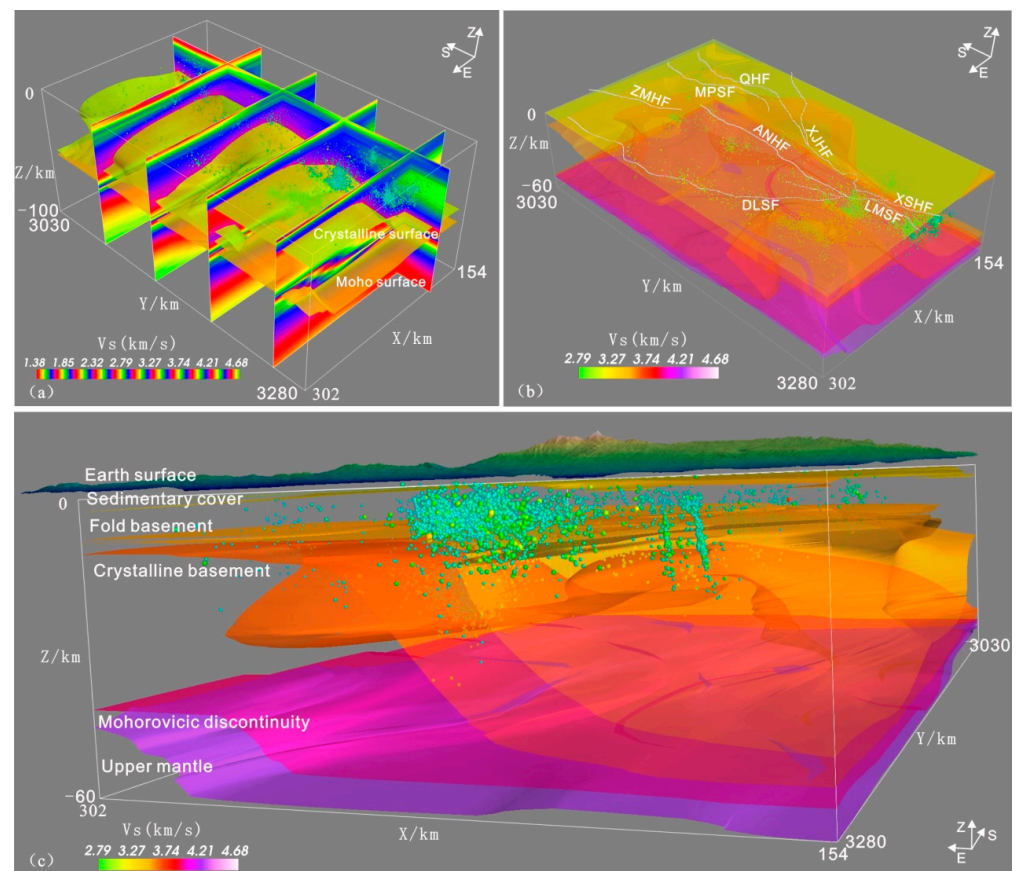 Z
S
E
0
Z/km
-100
3030
Crystalline surface
Moho surface
154
Y/km
X/km
Vs(km/s)
1.38 1.85 2.32 2.79 3.27 3.74 4.21 4.68
(a)
3280 302
Z
S
E
QHF
ZMHF MPSF
0
ANHF XJHF
Z/km
-60
3030
DLSF LMSF XSHF
154
Y/km
X/km
Vs(km/s)
2.79 3.27 3.74 4.21 4.68
(b)
3280 302
Earth surface
0 Sedimentary cover
Fold basement
Crystalline basement
Z/km
3030
Mohorovicic discontinuity
Y/km
Upper mantle
-60
302
X/km
Vs(km/s)
2.79 3.27 3.74 4.21 4.68
(c)
3280
154
Z
S
E